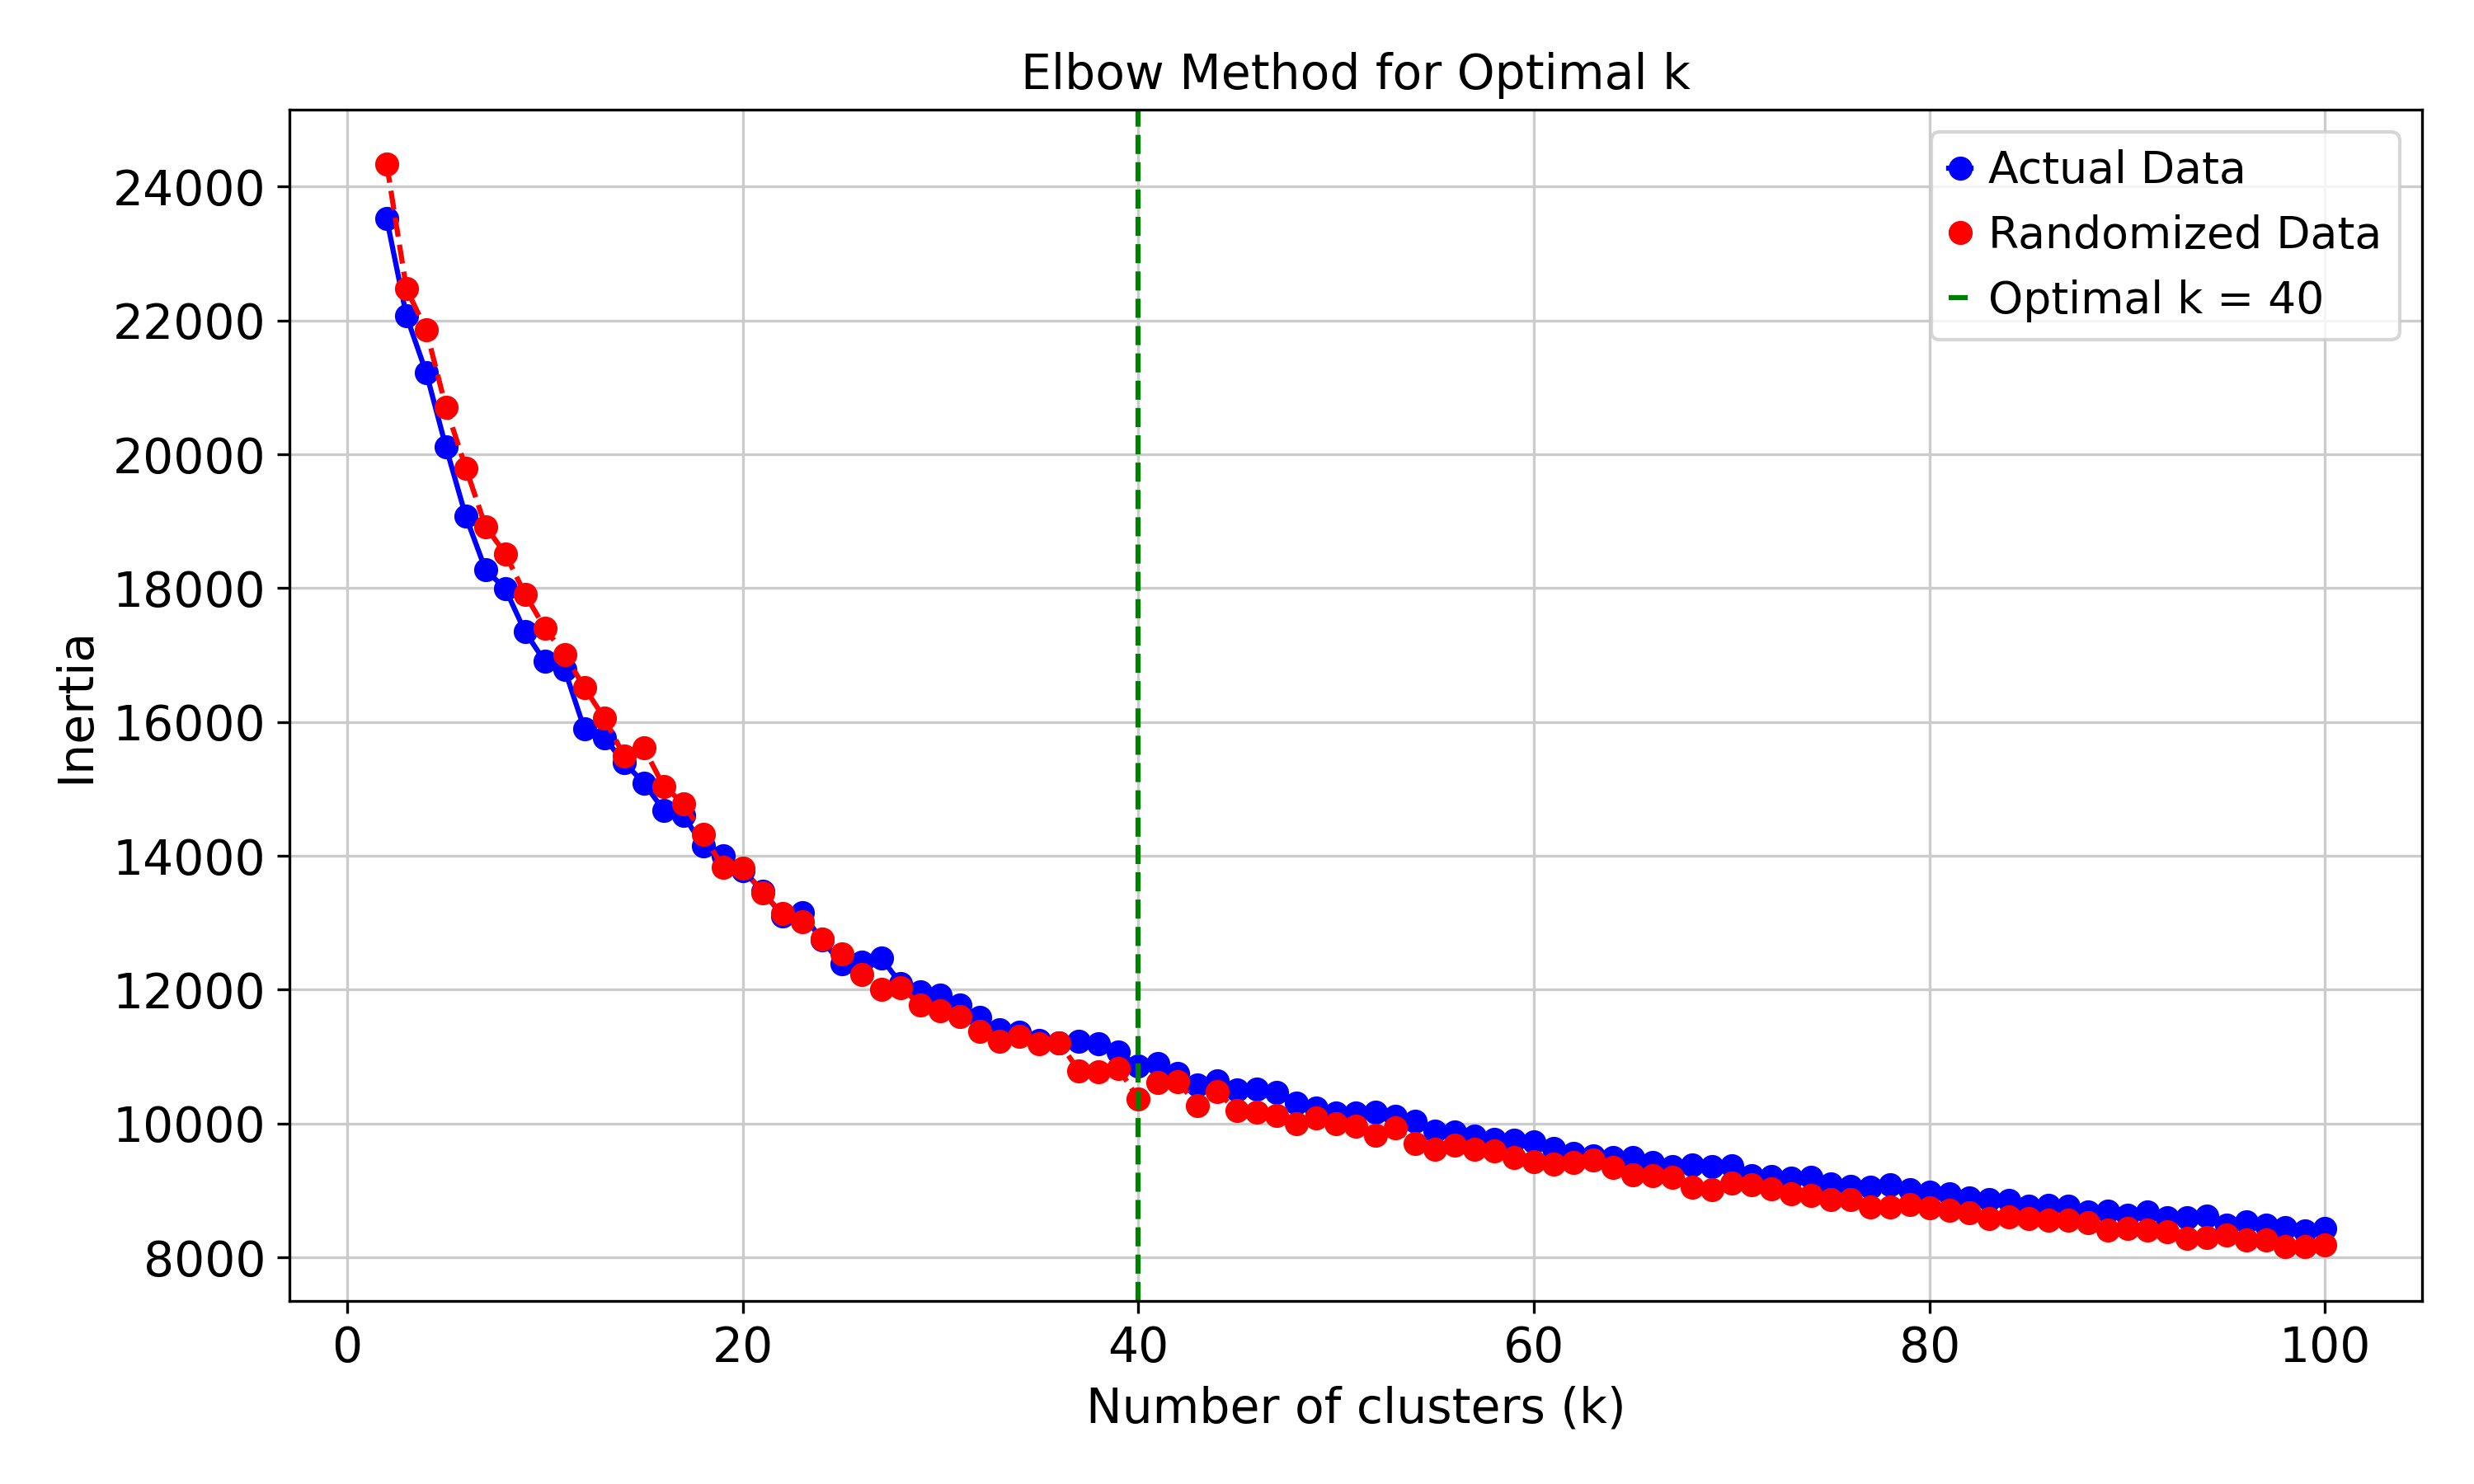 Elbow Method for Optimal k
Actual Data
Randomized Data
Optimal k = 40
Inertia
24000
22000
20000
18000
16000
14000
12000
10000
8000
0 20 40 60 80 100
Number of clusters (k)